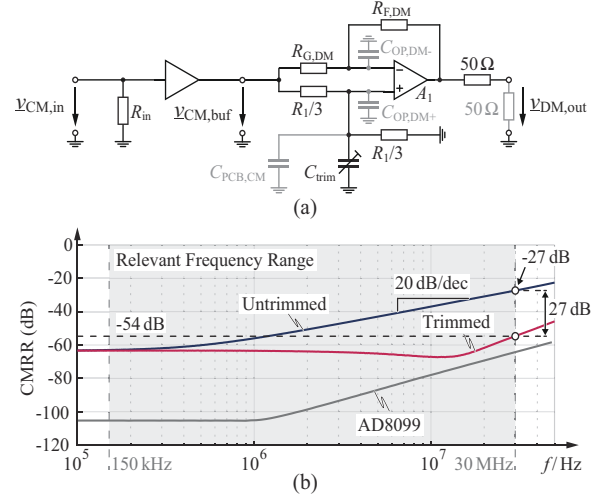 R_F,DM
R_G,DM
C_OP,DM-
R_1/3
A_1
50 Ω
v_CM,in
R_in
v_CM,buf
C_OP,DM+
50 Ω
v_DM,out
C_PCB,CM
C_trim
R_1/3
(a)
Relevant Frequency Range
-27 dB
20 dB/dec
Untrimmed
27 dB
-54 dB
Trimmed
AD8099
CMRR (dB)
0
-20
-40
-60
-80
-100
-120
10^5
150 kHz
10^6
10^7
30 MHz
f / Hz
(b)